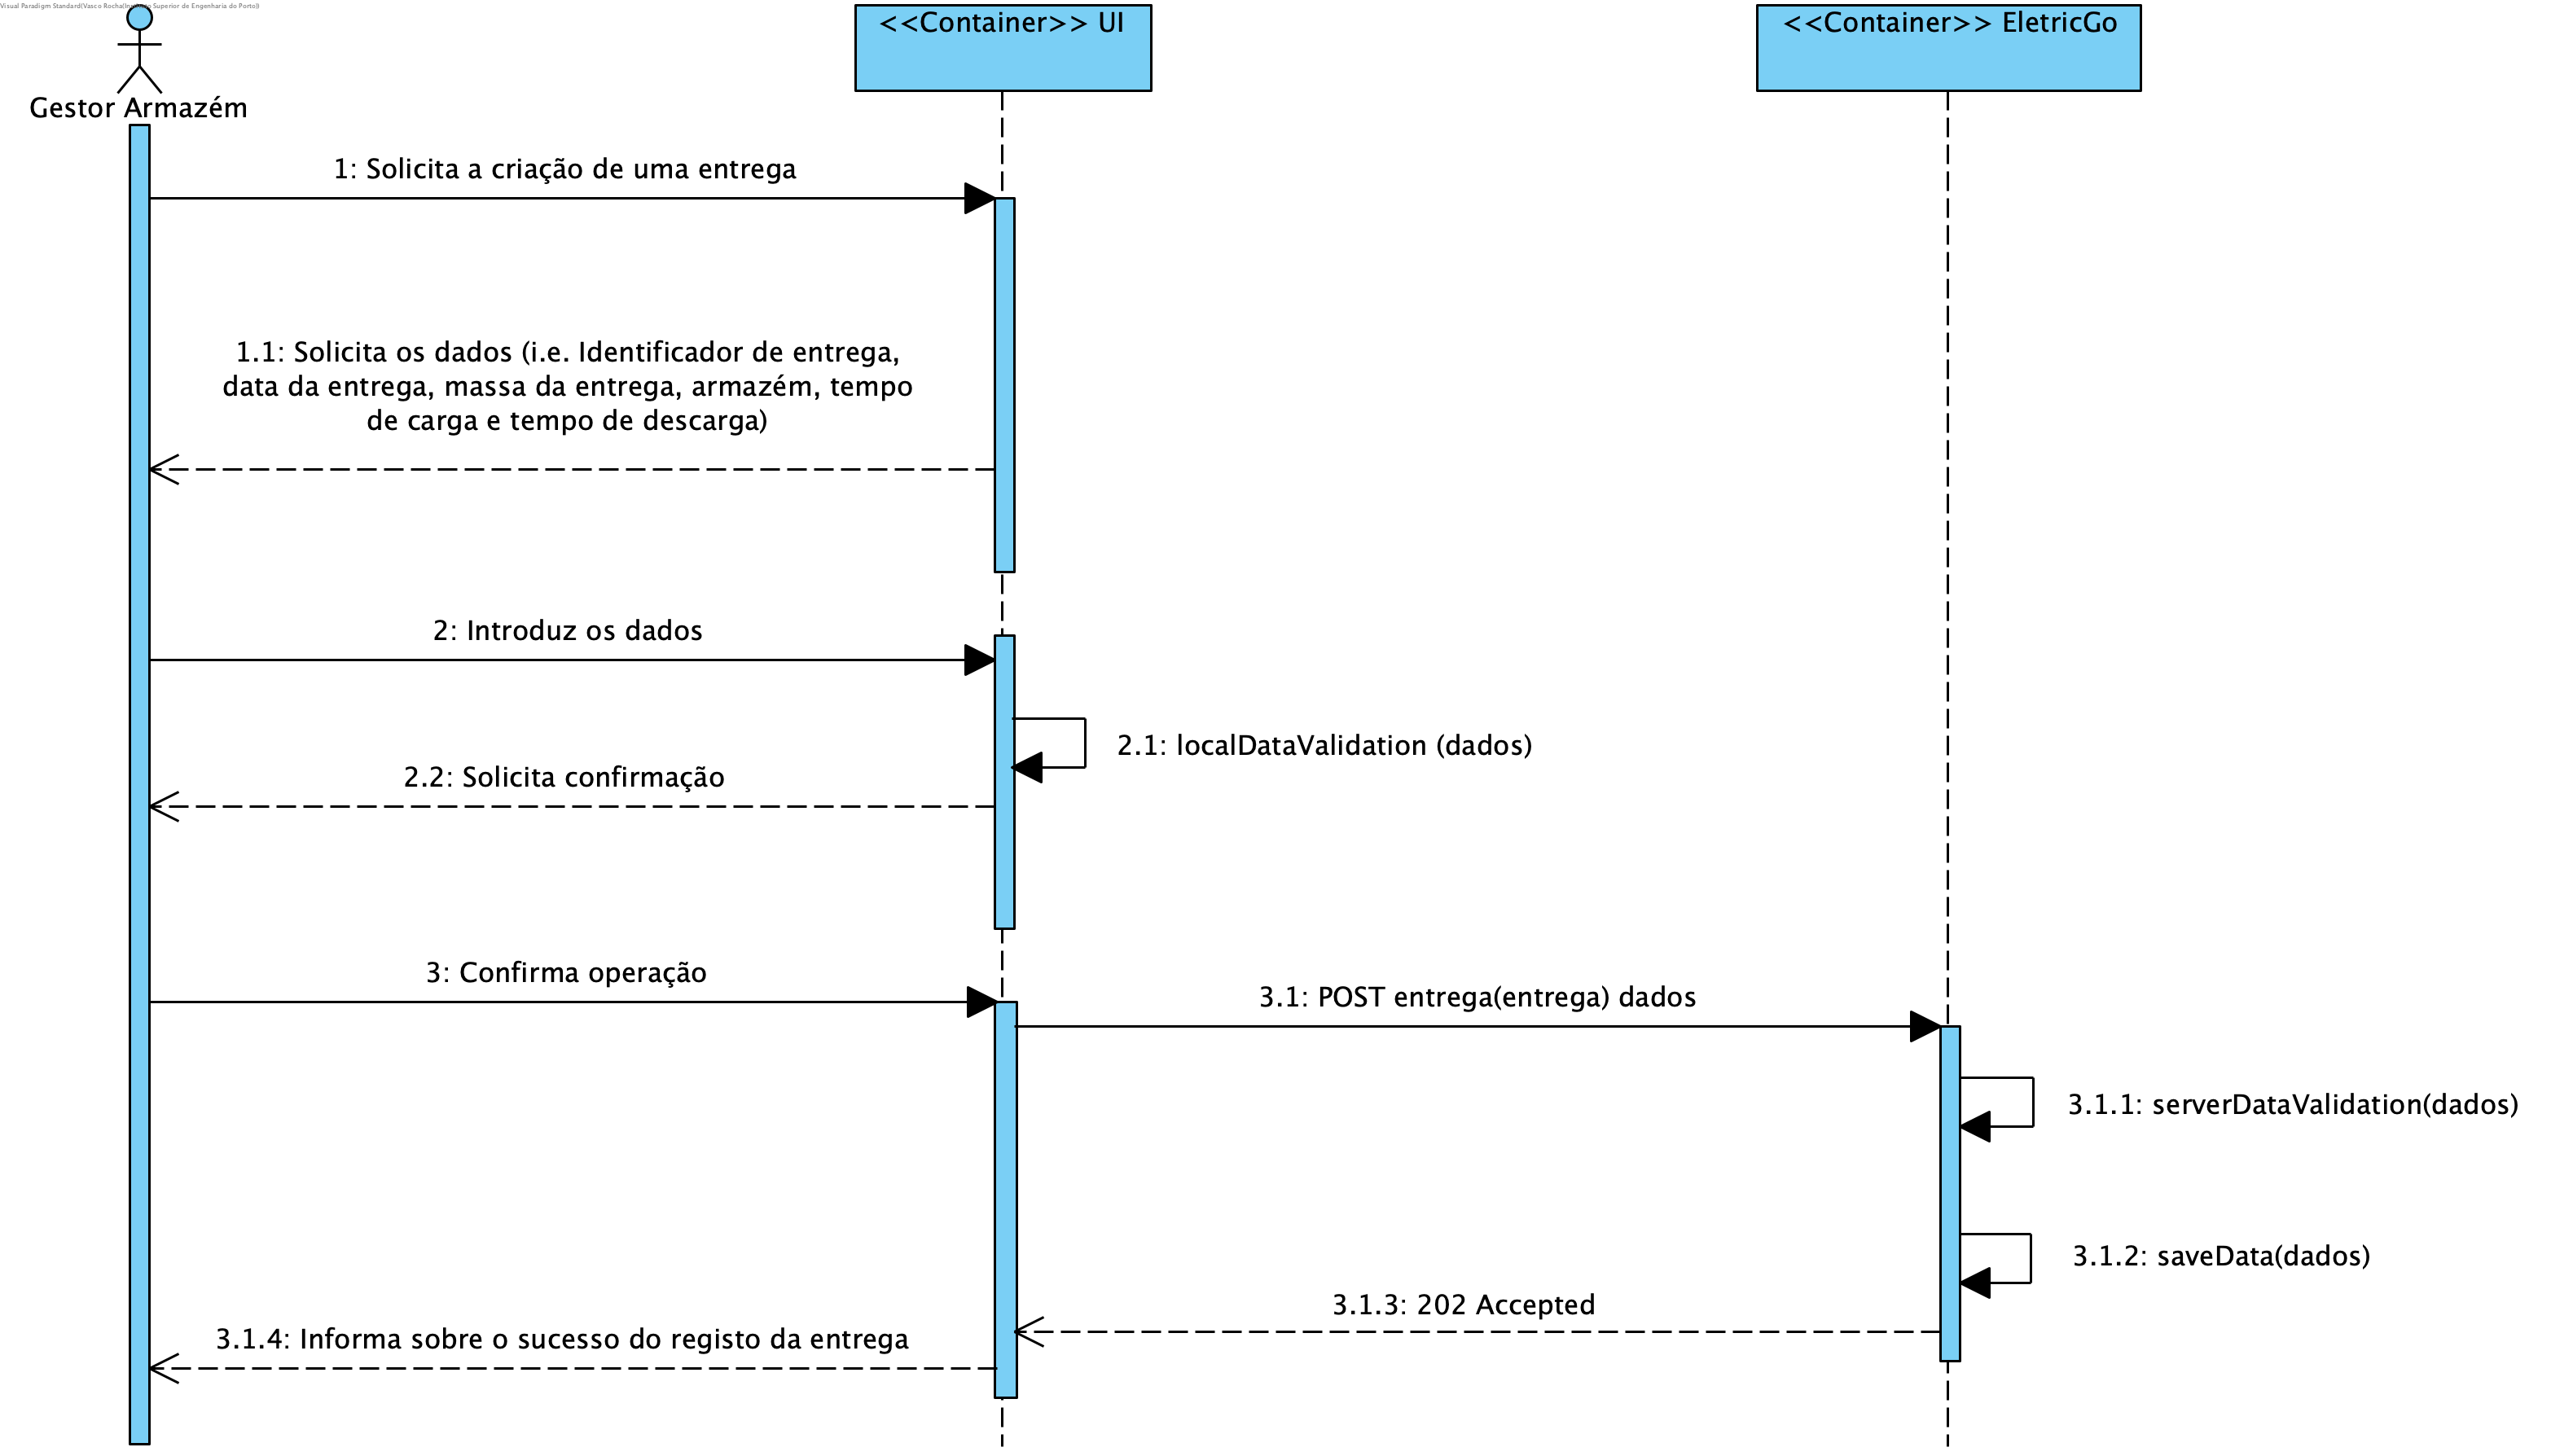 Visual Paradigm Standard(Vasco Rocha(Instituto Superior de Engenharia do Porto))
<<Container>> UI
<<Container>> EletricGo
Gestor Armazém
1: Solicita a criação de uma entrega
1.1: Solicita os dados (i.e. Identificador de entrega,
data da entrega, massa da entrega, armazém, tempo
de carga e tempo de descarga)
2: Introduz os dados
2.1: localDataValidation (dados)
2.2: Solicita confirmação
3: Confirma operação
3.1: POST entrega(entrega) dados
3.1.1: serverDataValidation(dados)
3.1.2: saveData(dados)
3.1.3: 202 Accepted
3.1.4: Informa sobre o sucesso do registo da entrega